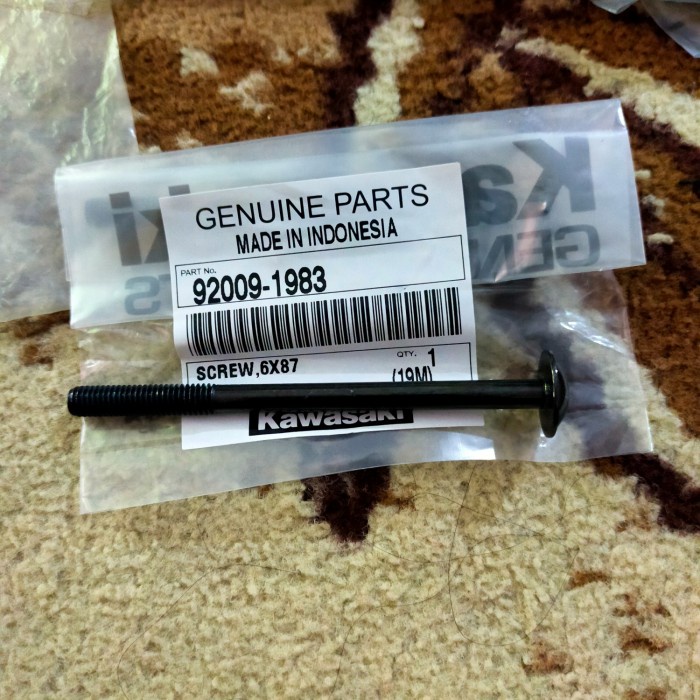 GENUINE PARTS
MADE IN INDONESIA
PART No.
92009-1983
SCREW,6X87
QTY. 1
(19M)
Kawasaki